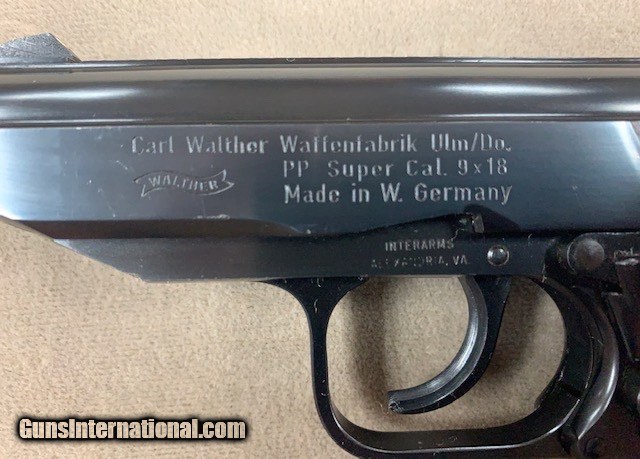 Carl Walther Waffenfabrik Ulm/Do.
WALTHER
PP Super Cal. 9x18
Made in W. Germany
INTERARMS
ALEXANDRIA, VA.
GunsInternational.com